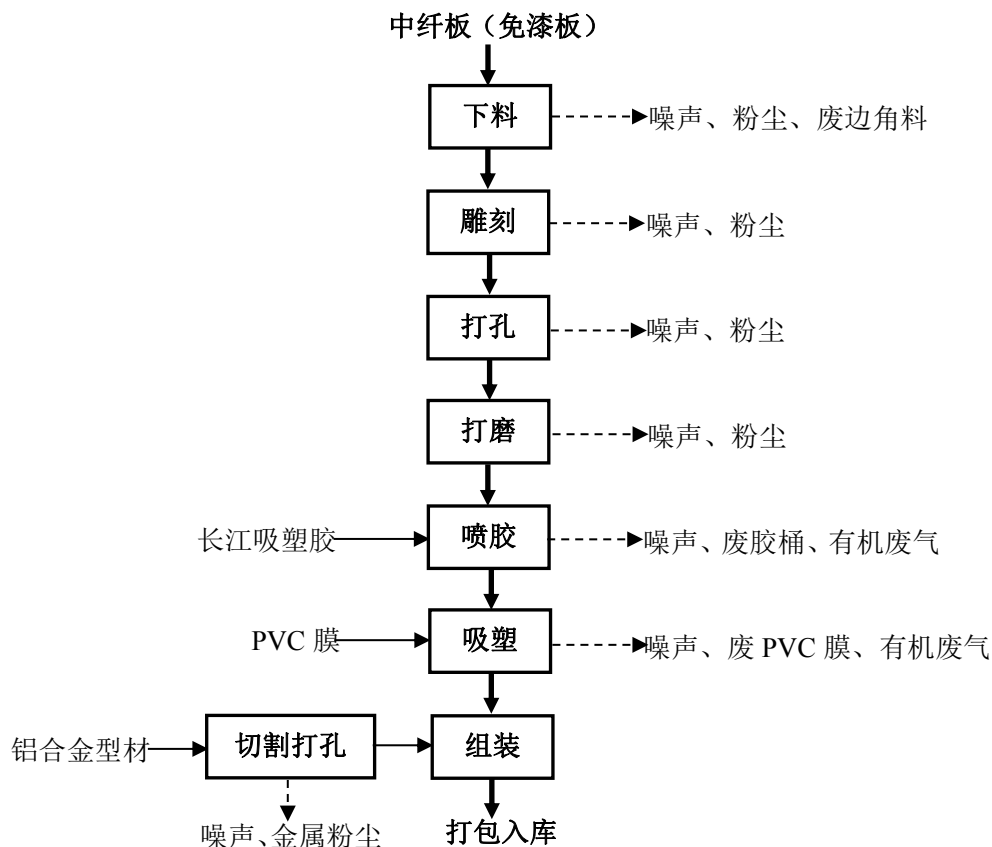 中纤板（免漆板）
下料
噪声、粉尘、废边角料
雕刻
噪声、粉尘
打孔
噪声、粉尘
打磨
噪声、粉尘
长江吸塑胶
喷胶
噪声、废胶桶、有机废气
PVC 膜
吸塑
噪声、废 PVC 膜、有机废气
铝合金型材
切割打孔
组装
噪声、金属粉尘
打包入库